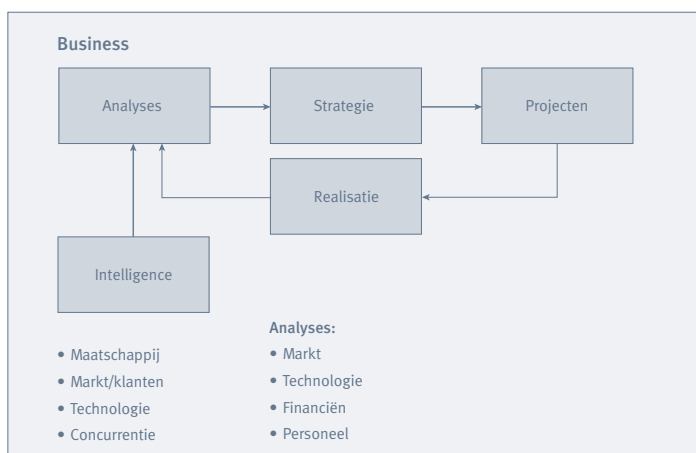 Business
Analyses
Strategie
Projecten
Realisatie
Intelligence
• Maatschappij
• Markt/klanten
• Technologie
• Concurrentie
Analyses:
• Markt
• Technologie
• Financiën
• Personeel